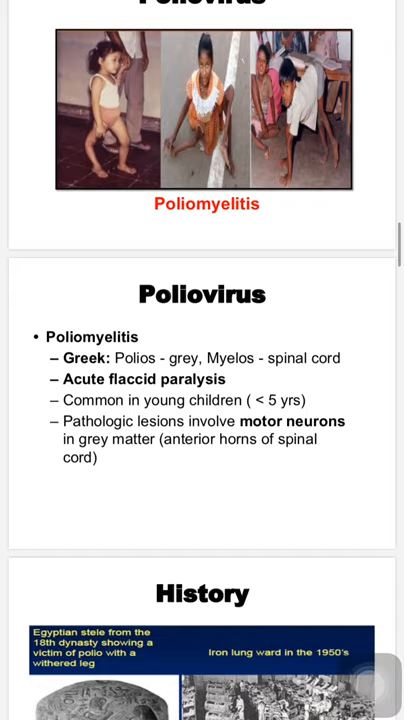 Poliovirus
Poliomyelitis
Poliovirus
• Poliomyelitis
– Greek: Polios - grey, Myelos - spinal cord
– Acute flaccid paralysis
– Common in young children ( < 5 yrs)
– Pathologic lesions involve motor neurons
in grey matter (anterior horns of spinal
cord)
History
Egyptian stele from the
18th dynasty showing a
victim of polio with a
withered leg
Iron lung ward in the 1950's